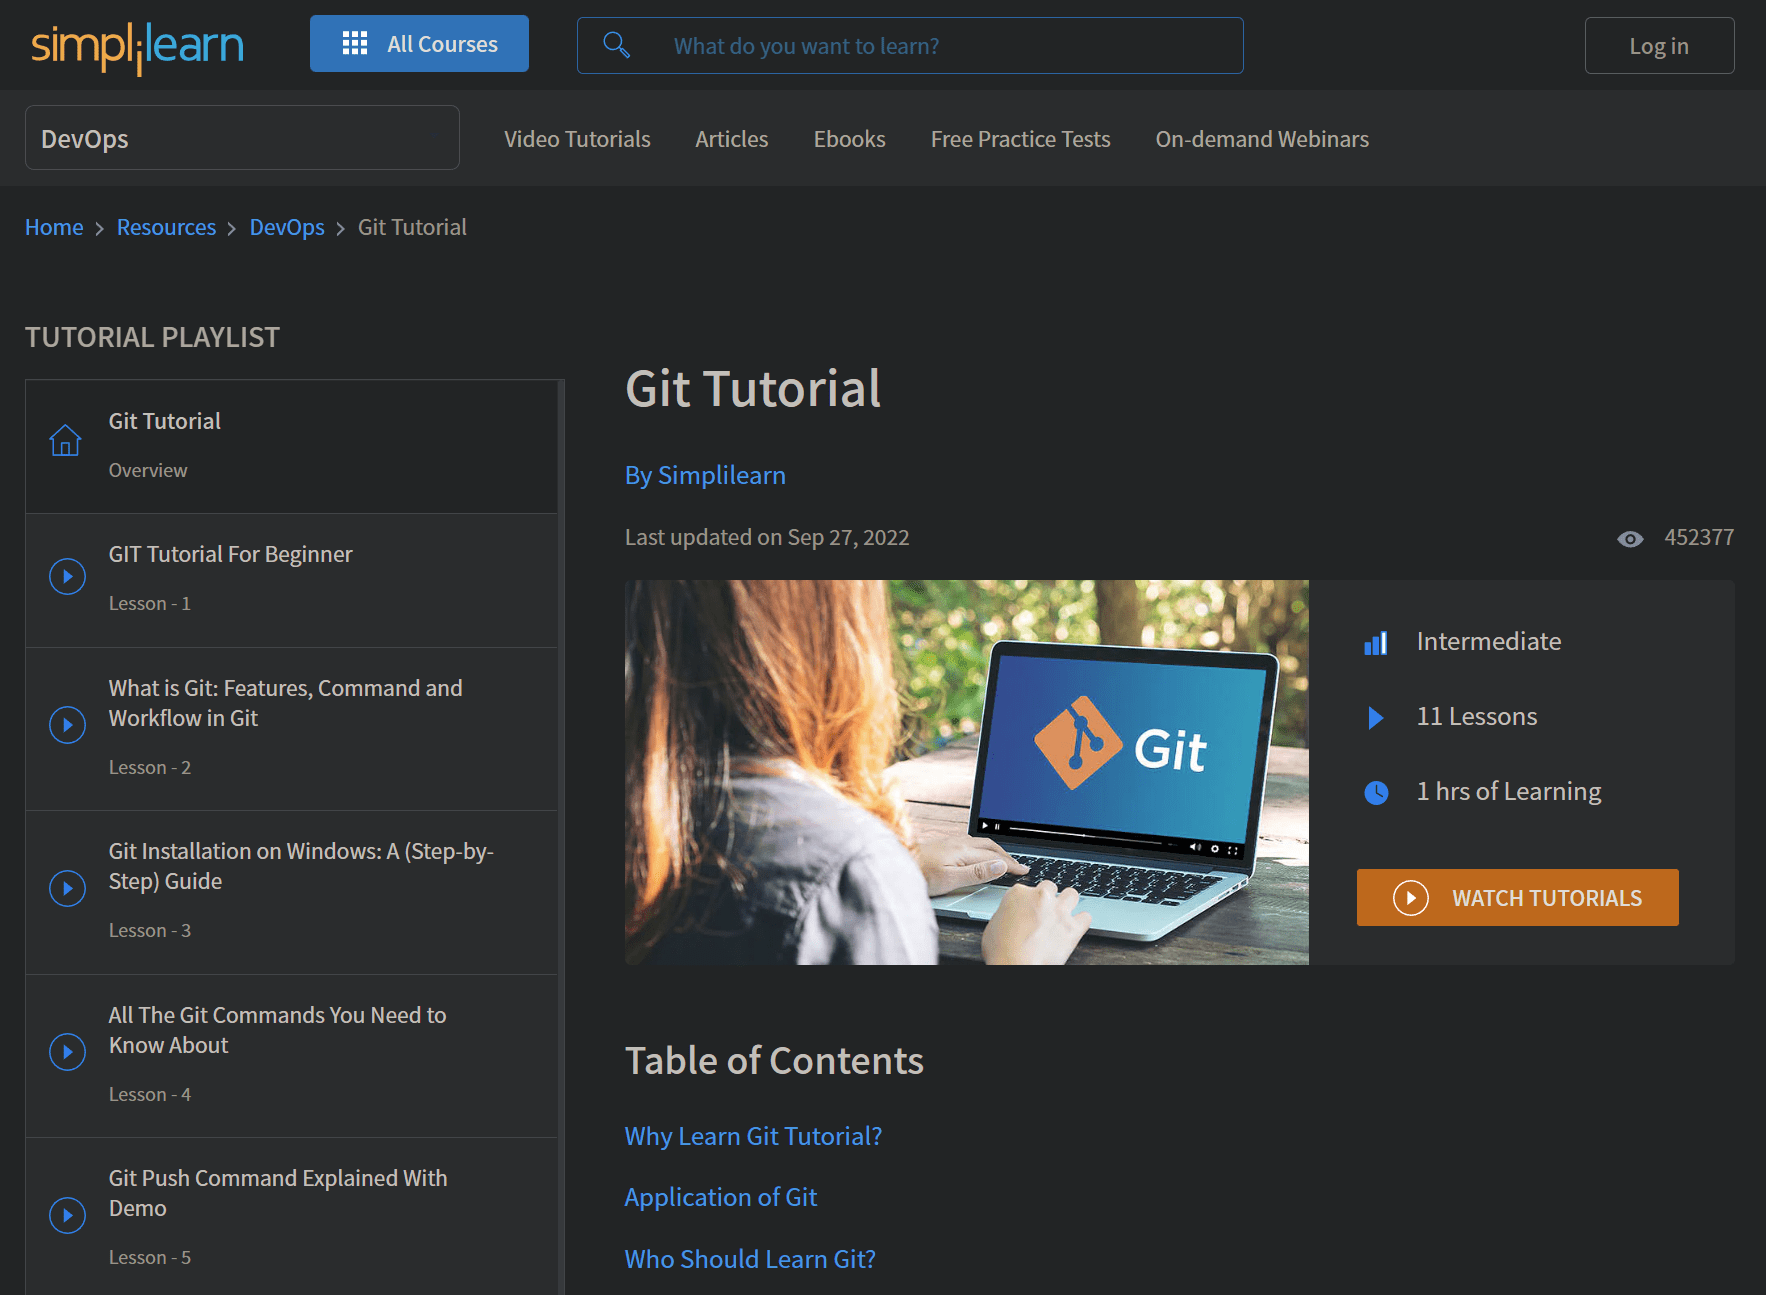 simplilearn
All Courses
What do you want to learn?
Log in
DevOps
Video Tutorials
Articles
Ebooks
Free Practice Tests
On-demand Webinars
Home > Resources > DevOps > Git Tutorial
TUTORIAL PLAYLIST
Git Tutorial
Overview
GIT Tutorial For Beginner
Lesson - 1
What is Git: Features, Command and
Workflow in Git
Lesson - 2
Git Installation on Windows: A (Step-by-
Step) Guide
Lesson - 3
All The Git Commands You Need to
Know About
Lesson - 4
Git Push Command Explained With
Demo
Lesson - 5
Git Tutorial
By Simplilearn
Last updated on Sep 27, 2022
452377
Git
Intermediate
11 Lessons
1 hrs of Learning
WATCH TUTORIALS
Table of Contents
Why Learn Git Tutorial?
Application of Git
Who Should Learn Git?